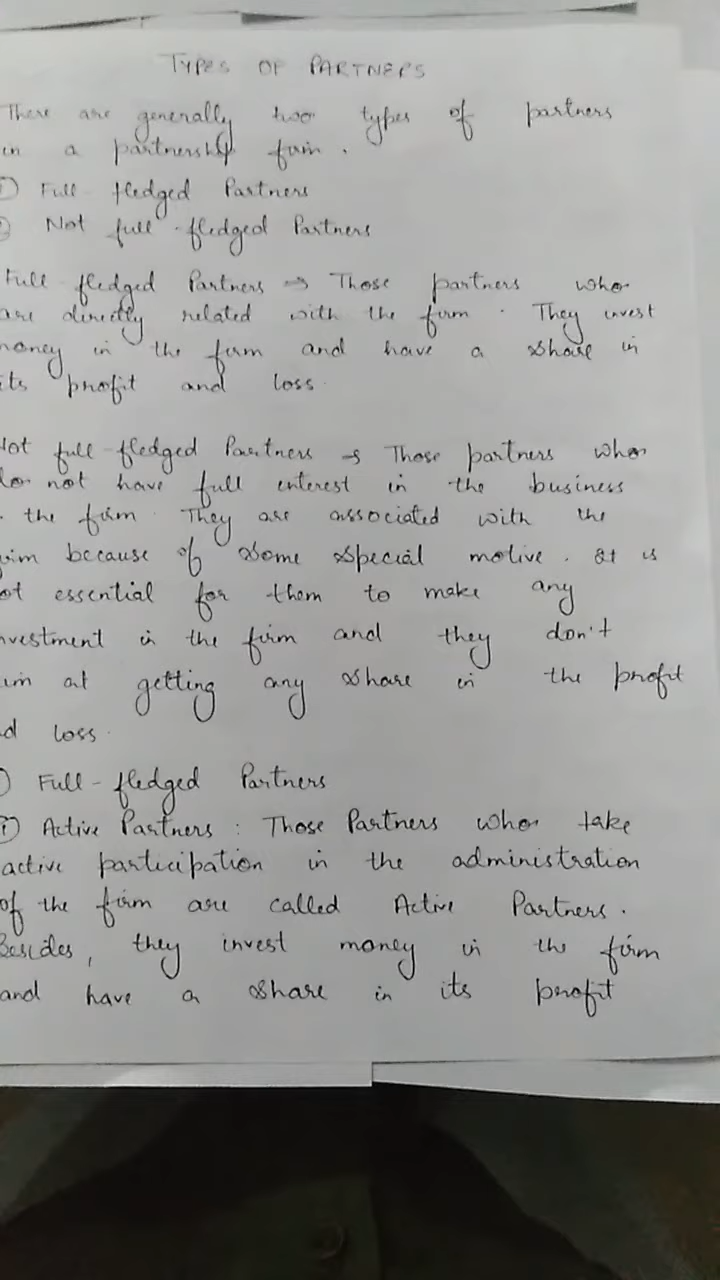 TYPES OF PARTNERS
There are generally two types of partners
in a partnership firm.
① Full-fledged Partners
② Not full-fledged Partners
Full-fledged Partners → Those partners who
are directly related with the firm. They invest
money in the firm and have a share in
its profit and loss.
Not full-fledged Partners → Those partners who
do not have full interest in the business
the firm. They are associated with the
firm because of some special motive. It is
not essential for them to make any
investment in the firm and they don't
aim at getting any share in the profit
and loss.
Full-fledged Partners
① Active Partners : Those Partners who take
active participation in the administration
of the firm are called Active Partners.
Besides, they invest money in the firm
and have a share in its profit